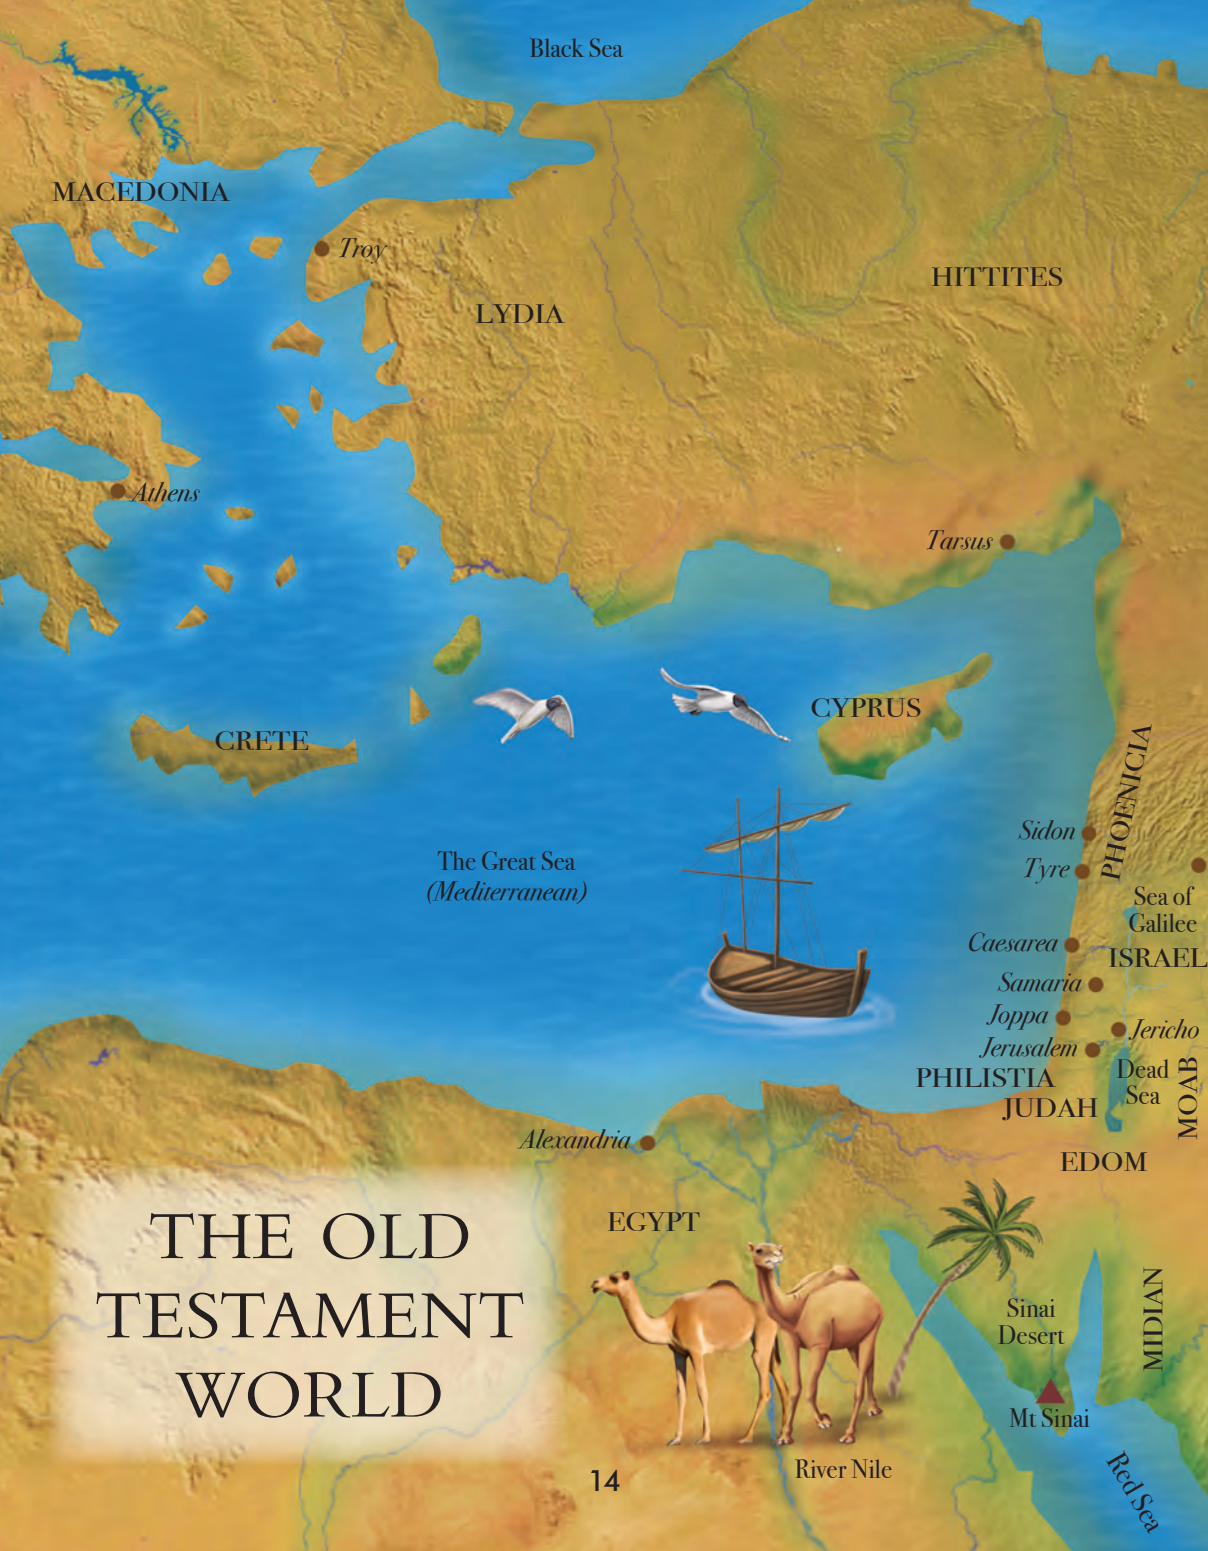 Black Sea
MACEDONIA
Troy
HITTITES
LYDIA
Athens
Tarsus
CYPRUS
CRETE
PHOENICIA
Sidon
The Great Sea
(Mediterranean)
Tyre
Sea of
Galilee
Caesarea
ISRAEL
Samaria
Joppa
Jericho
Jerusalem
Dead
Sea
PHILISTIA
MOAB
JUDAH
Alexandria
EDOM
THE OLD
TESTAMENT
WORLD
EGYPT
Sinai
Desert
MIDIAN
Mt Sinai
River Nile
Red Sea
14